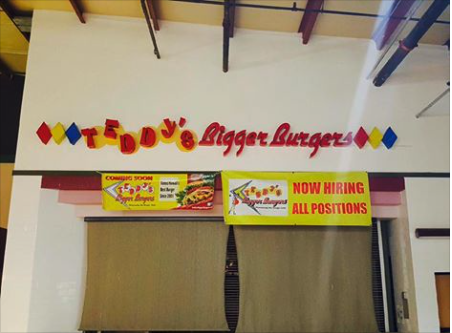 TEDDY'S Bigger Burgers
COMING SOON
TEDDY'S
Bigger Burgers
TEDDY'S
Bigger Burgers
NOW HIRING
ALL POSITIONS